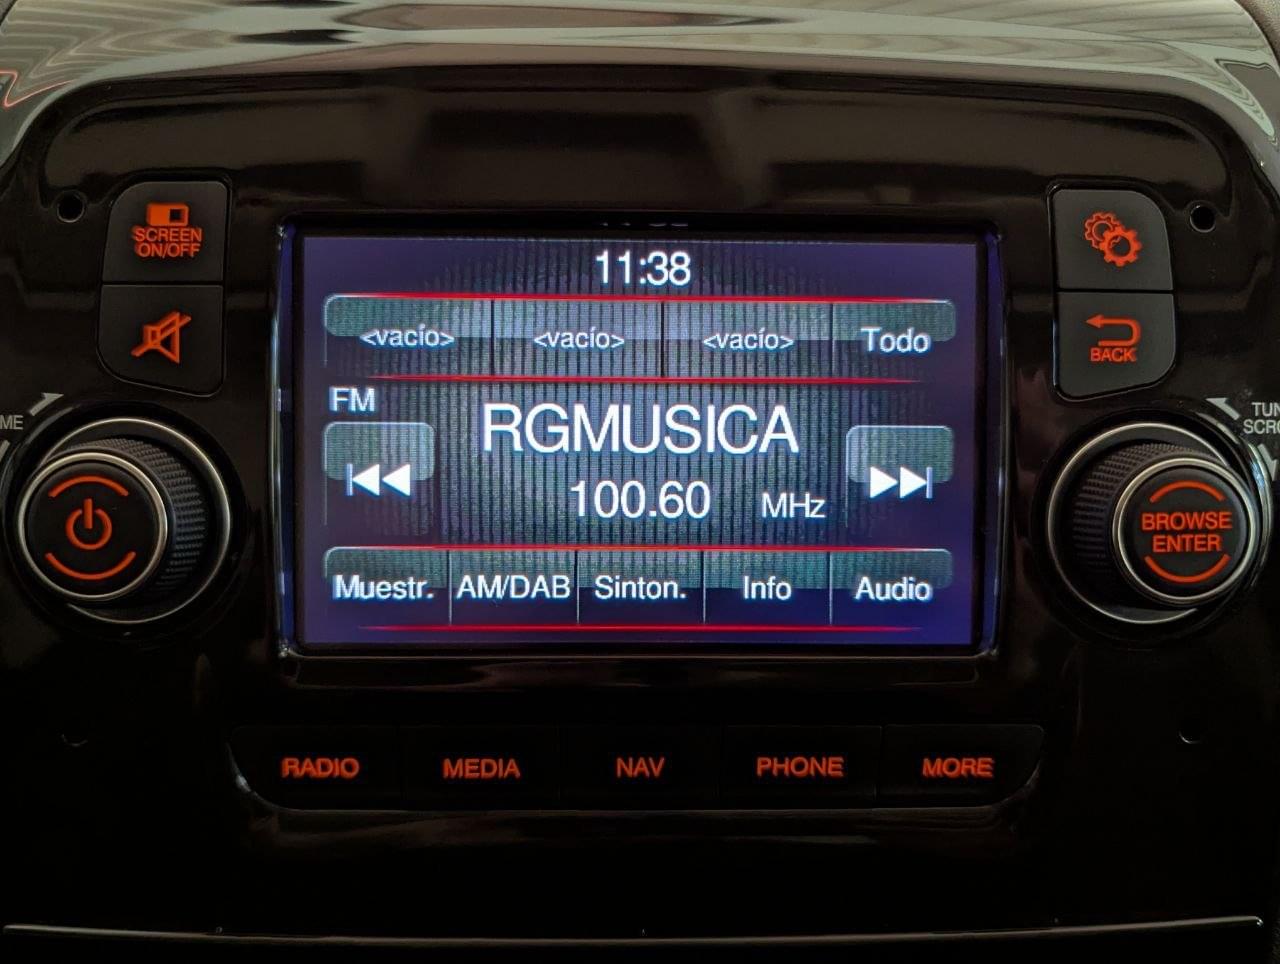 SCREEN
ON/OFF
11:38
<vacío> <vacío> <vacío> Todo
BACK
FM
RGMUSICA
100.60 MHz
BROWSE
ENTER
Muestr. AM/DAB Sinton. Info Audio
RADIO MEDIA NAV PHONE MORE